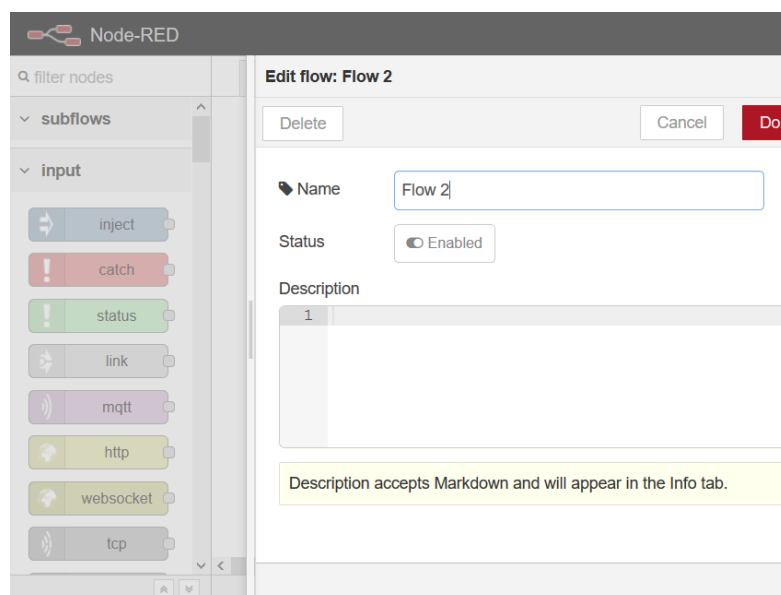 Node-RED
filter nodes
Edit flow: Flow 2
subflows
Delete
Cancel
Do
input
Name
Flow 2
inject
Status
Enabled
catch
Description
status
1
link
mqtt
http
Description accepts Markdown and will appear in the Info tab.
websocket
tcp